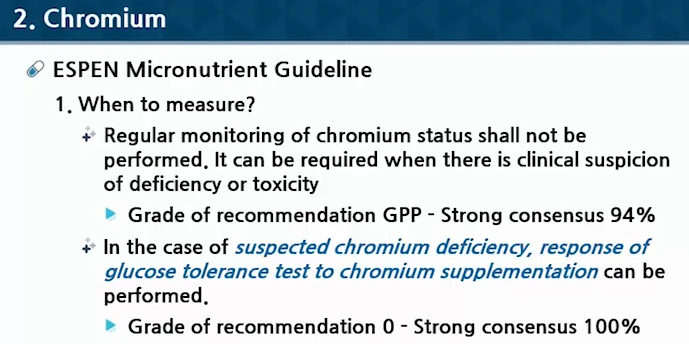 2. Chromium
ESPEN Micronutrient Guideline
1. When to measure?
Regular monitoring of chromium status shall not be
performed. It can be required when there is clinical suspicion
of deficiency or toxicity
Grade of recommendation GPP - Strong consensus 94%
In the case of suspected chromium deficiency, response of
glucose tolerance test to chromium supplementation can be
performed.
Grade of recommendation 0 - Strong consensus 100%